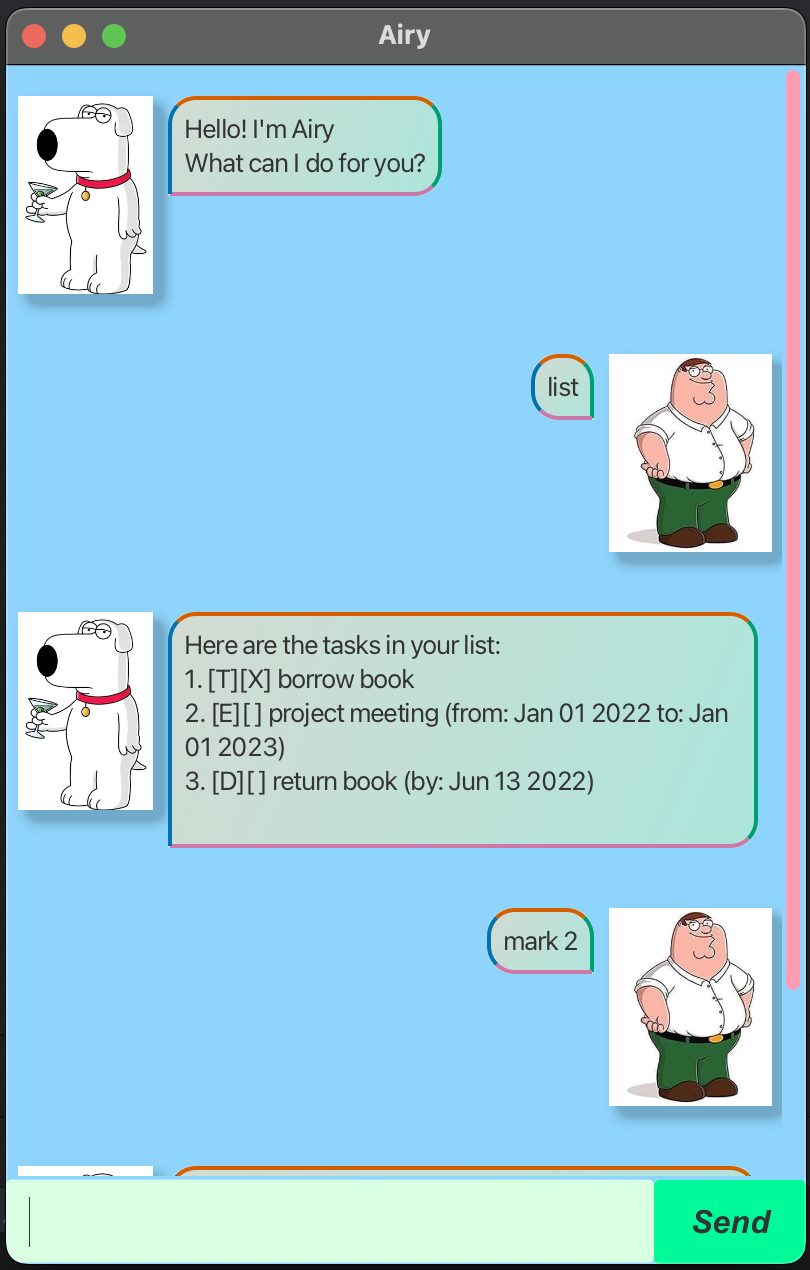 Airy
Hello! I'm Airy
What can I do for you?
list
Here are the tasks in your list:
1. [T][X] borrow book
2. [E][ ] project meeting (from: Jan 01 2022 to: Jan
01 2023)
3. [D][ ] return book (by: Jun 13 2022)
mark 2
Send